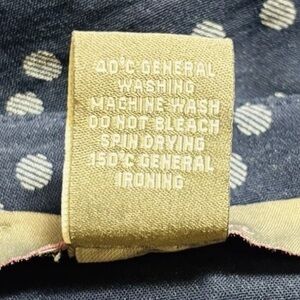 40°C GENERAL
WASHING
MACHINE WASH
DO NOT BLEACH
SPIN DRYING
150°C GENERAL
IRONING